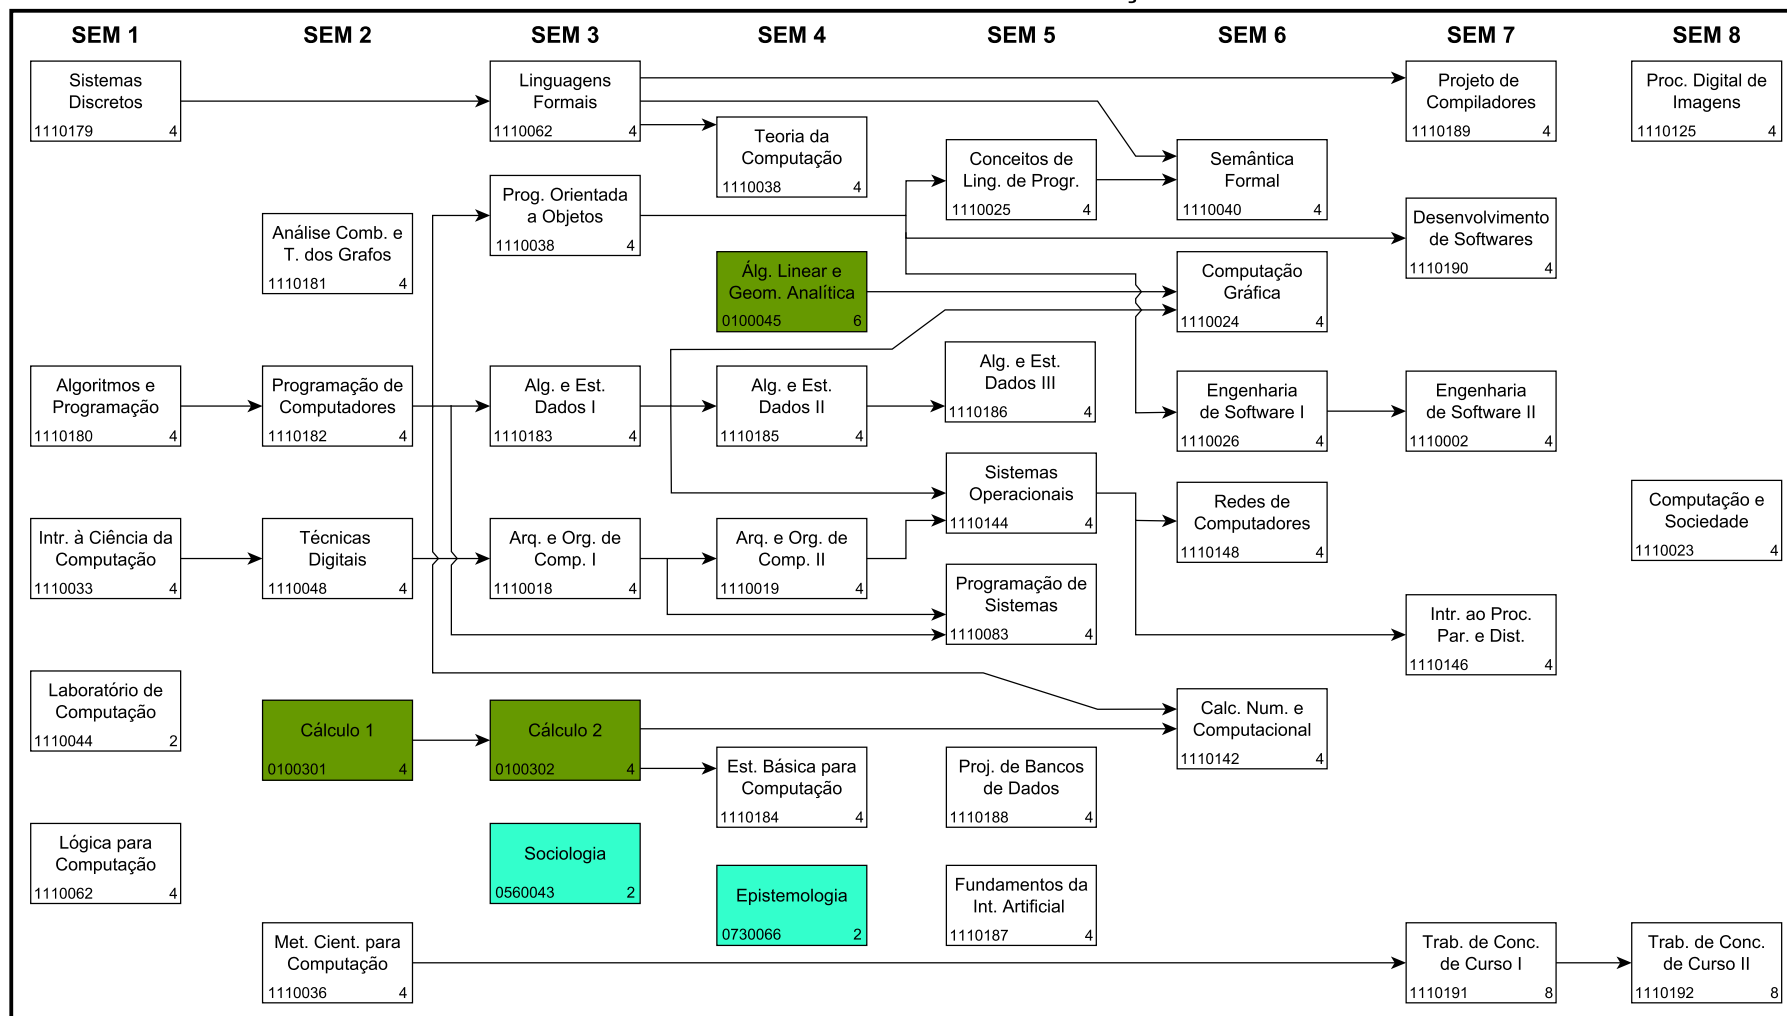 SEM 1
SEM 2
SEM 3
SEM 4
SEM 5
SEM 6
SEM 7
SEM 8
Sistemas
Discretos
1110179 4
Algoritmos e
Programação
1110180 4
Intr. à Ciência da
Computação
1110033 4
Laboratório de
Computação
1110044 2
Lógica para
Computação
1110062 4
Análise Comb. e
T. dos Grafos
1110181 4
Programação de
Computadores
1110182 4
Técnicas
Digitais
1110048 4
Cálculo 1
0100301 4
Met. Cient. para
Computação
1110036 4
Linguagens
Formais
1110062 4
Prog. Orientada
a Objetos
1110038 4
Alg. e Est.
Dados I
1110183 4
Arq. e Org. de
Comp. I
1110018 4
Cálculo 2
0100302 4
Sociologia
0560043 2
Teoria da
Computação
1110038 4
Álg. Linear e
Geom. Analítica
0100045 6
Alg. e Est.
Dados II
1110185 4
Arq. e Org. de
Comp. II
1110019 4
Est. Básica para
Computação
1110184 4
Epistemologia
0730066 2
Conceitos de
Ling. de Progr.
1110025 4
Alg. e Est.
Dados III
1110186 4
Sistemas
Operacionais
1110144 4
Programação de
Sistemas
1110083 4
Proj. de Bancos
de Dados
1110188 4
Fundamentos da
Int. Artificial
1110187 4
Semântica
Formal
1110040 4
Computação
Gráfica
1110024 4
Engenharia
de Software I
1110026 4
Redes de
Computadores
1110148 4
Calc. Num. e
Computacional
1110142 4
Projeto de
Compiladores
1110189 4
Desenvolvimento
de Softwares
1110190 4
Engenharia
de Software II
1110002 4
Intr. ao Proc.
Par. e Dist.
1110146 4
Trab. de Conc.
de Curso I
1110191 8
Proc. Digital de
Imagens
1110125 4
Computação e
Sociedade
1110023 4
Trab. de Conc.
de Curso II
1110192 8